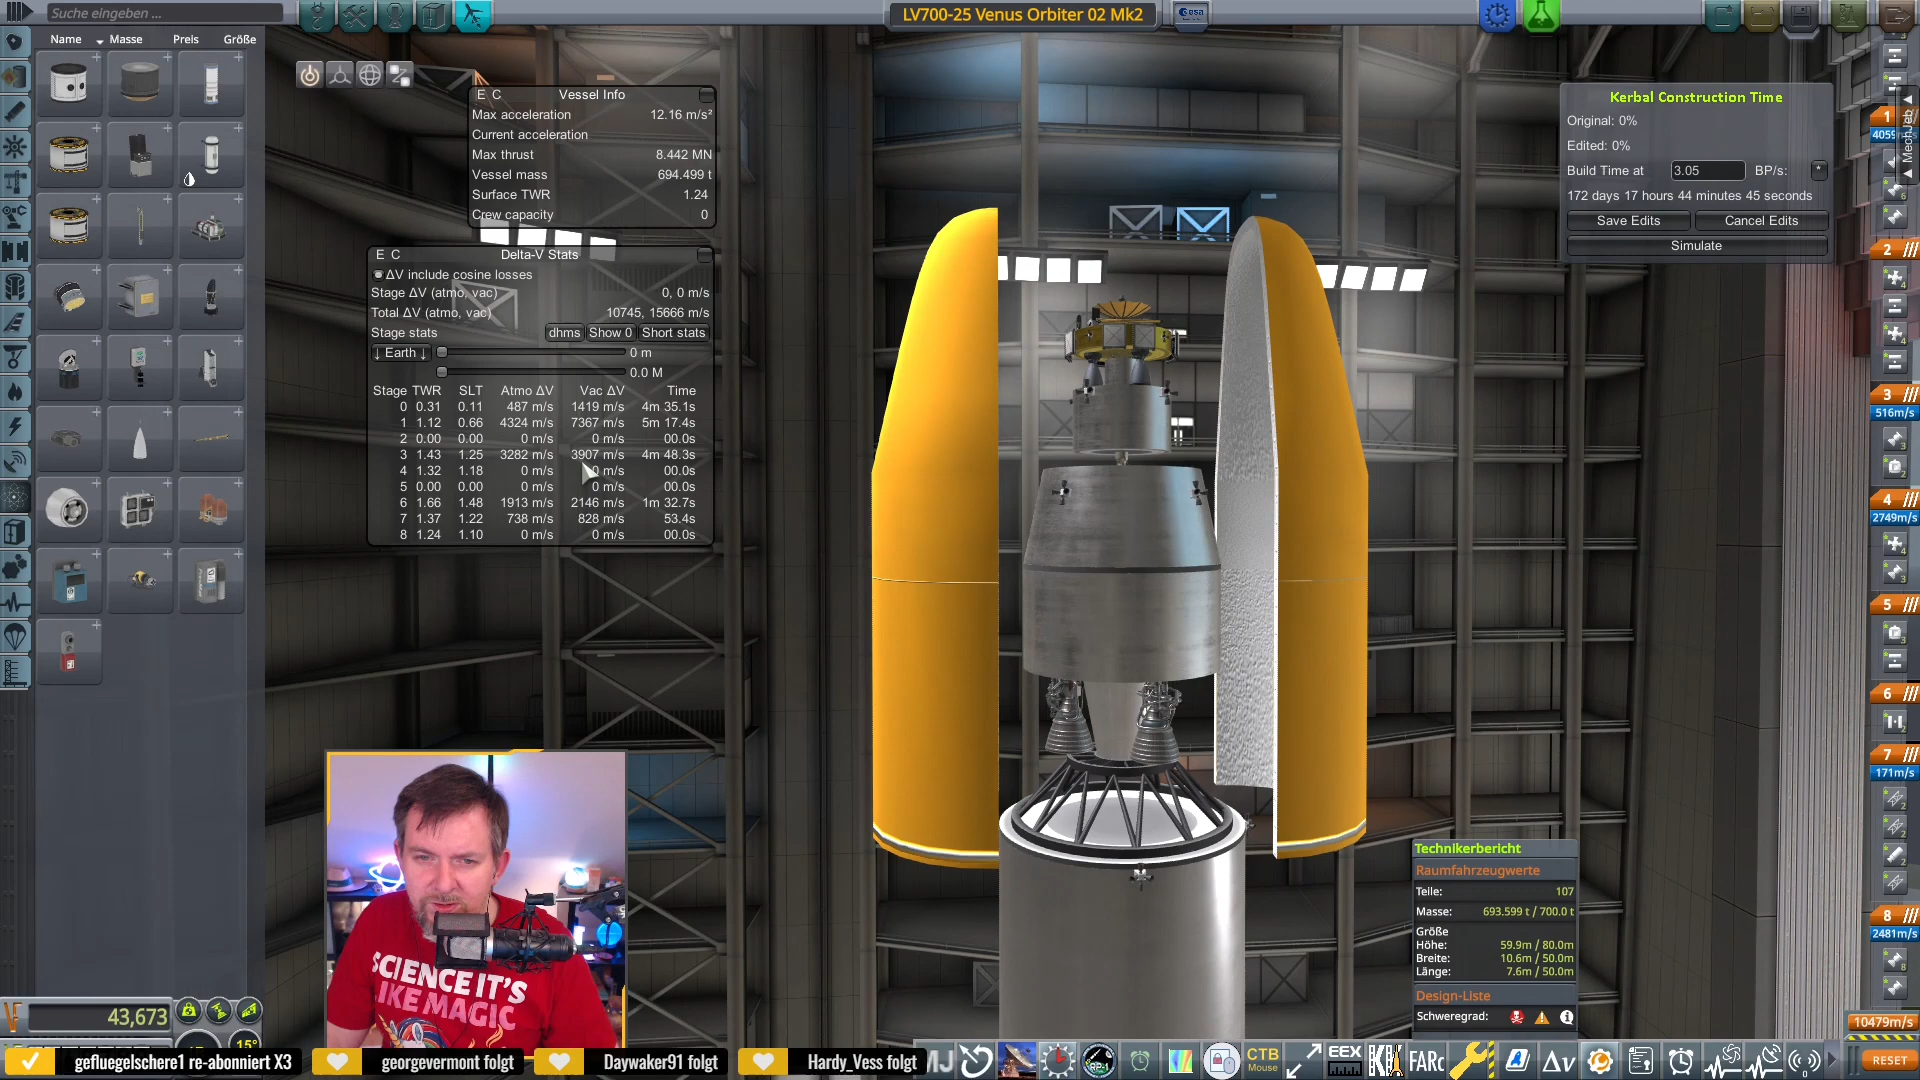 Suche eingeben ...
LV700-25 Venus Orbiter 02 Mk2
esa
Name Masse Preis Größe
E C Vessel Info
Max acceleration 12.16 m/s²
Current acceleration
Max thrust 8.442 MN
Vessel mass 694.499 t
Surface TWR 1.24
Crew capacity 0
E C Delta-V Stats
ΔV include cosine losses
Stage ΔV (atmo, vac) 0, 0 m/s
Total ΔV (atmo, vac) 10745, 15666 m/s
Stage stats dhms Show 0 Short stats
↓ Earth ↓ 0 m
0.0 M
Stage TWR SLT Atmo ΔV Vac ΔV Time
0 0.31 0.11 487 m/s 1419 m/s 4m 35.1s
1 1.12 0.66 4324 m/s 7367 m/s 5m 17.4s
2 0.00 0.00 0 m/s 0 m/s 00.0s
3 1.43 1.25 3282 m/s 3907 m/s 4m 48.3s
4 1.32 1.18 0 m/s 0 m/s 00.0s
5 0.00 0.00 0 m/s 0 m/s 00.0s
6 1.66 1.48 1913 m/s 2146 m/s 1m 32.7s
7 1.37 1.22 738 m/s 828 m/s 53.4s
8 1.24 1.10 0 m/s 0 m/s 00.0s
Kerbal Construction Time
Original: 0%
Edited: 0%
Build Time at 3.05 BP/s: *
172 days 17 hours 44 minutes 45 seconds
Save Edits Cancel Edits
Simulate
MechJeb
1
4059
2
3
516m/s
4
2749m/s
5
6
7
171m/s
8
2481m/s
10479m/s
RESET
Technikerbericht
Raumfahrzeugwerte
Teile: 107
Masse: 693.599 t / 700.0 t
Größe
Höhe: 59.9m / 80.0m
Breite: 10.6m / 50.0m
Länge: 7.6m / 50.0m
Design-Liste
Schweregrad:
SCIENCE IT'S
LIKE MAGIC
43,673
15°
gefluegelschere1 re-abonniert X3
georgevermont folgt
Daywaker91 folgt
Hardy_Vess folgt
MJ
RP-1
CTB
Mouse
EEX
KRE
FARc
Δv